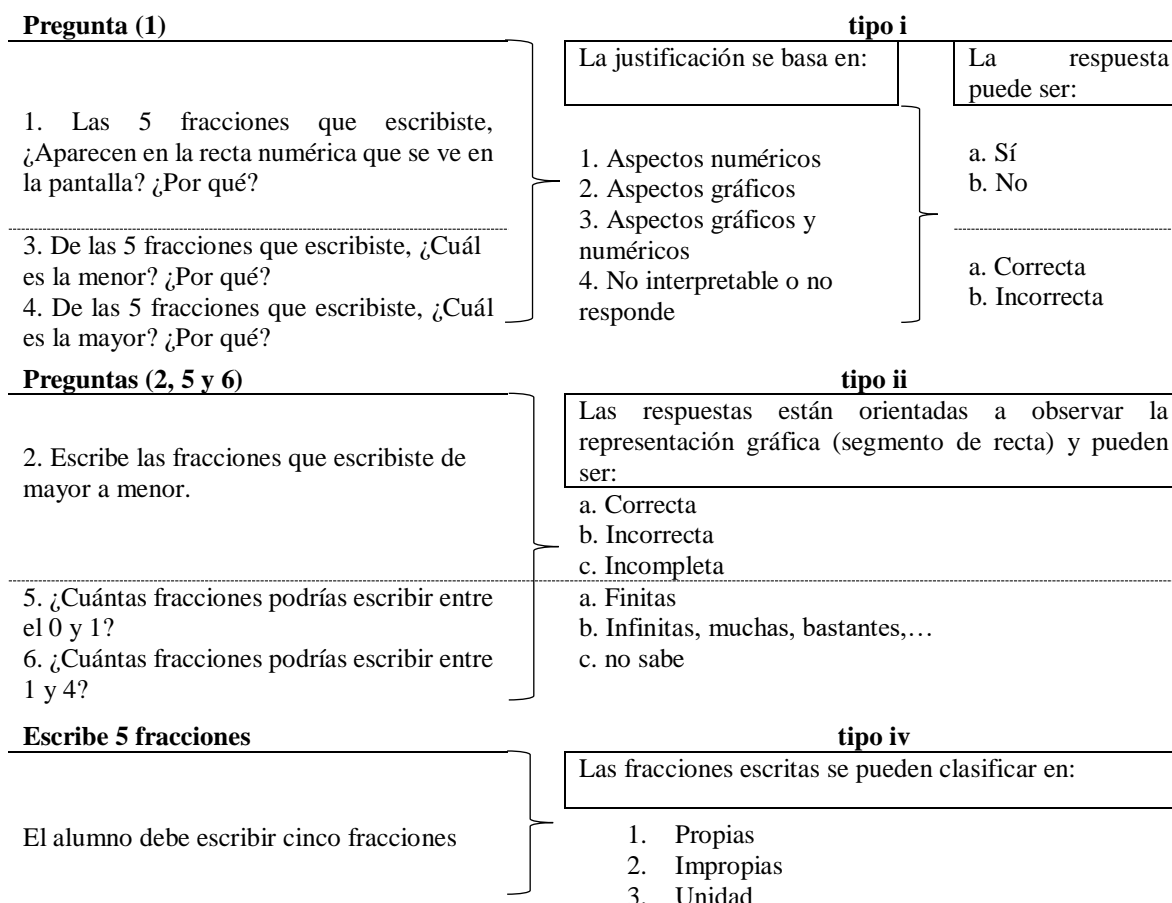 Pregunta (1)
tipo i
La justificación se basa en:
La respuesta
puede ser:
1. Las 5 fracciones que escribiste,
¿Aparecen en la recta numérica que se ve en
la pantalla? ¿Por qué?
3. De las 5 fracciones que escribiste, ¿Cuál
es la menor? ¿Por qué?
4. De las 5 fracciones que escribiste, ¿Cuál
es la mayor? ¿Por qué?
1. Aspectos numéricos
2. Aspectos gráficos
3. Aspectos gráficos y
numéricos
4. No interpretable o no
responde
a. Sí
b. No
a. Correcta
b. Incorrecta
Preguntas (2, 5 y 6)
tipo ii
Las respuestas están orientadas a observar la
representación gráfica (segmento de recta) y pueden
ser:
2. Escribe las fracciones que escribiste de
mayor a menor.
a. Correcta
b. Incorrecta
c. Incompleta
5. ¿Cuántas fracciones podrías escribir entre
el 0 y 1?
6. ¿Cuántas fracciones podrías escribir entre
1 y 4?
a. Finitas
b. Infinitas, muchas, bastantes,…
c. no sabe
Escribe 5 fracciones
tipo iv
Las fracciones escritas se pueden clasificar en:
El alumno debe escribir cinco fracciones
1. Propias
2. Impropias
3. Unidad